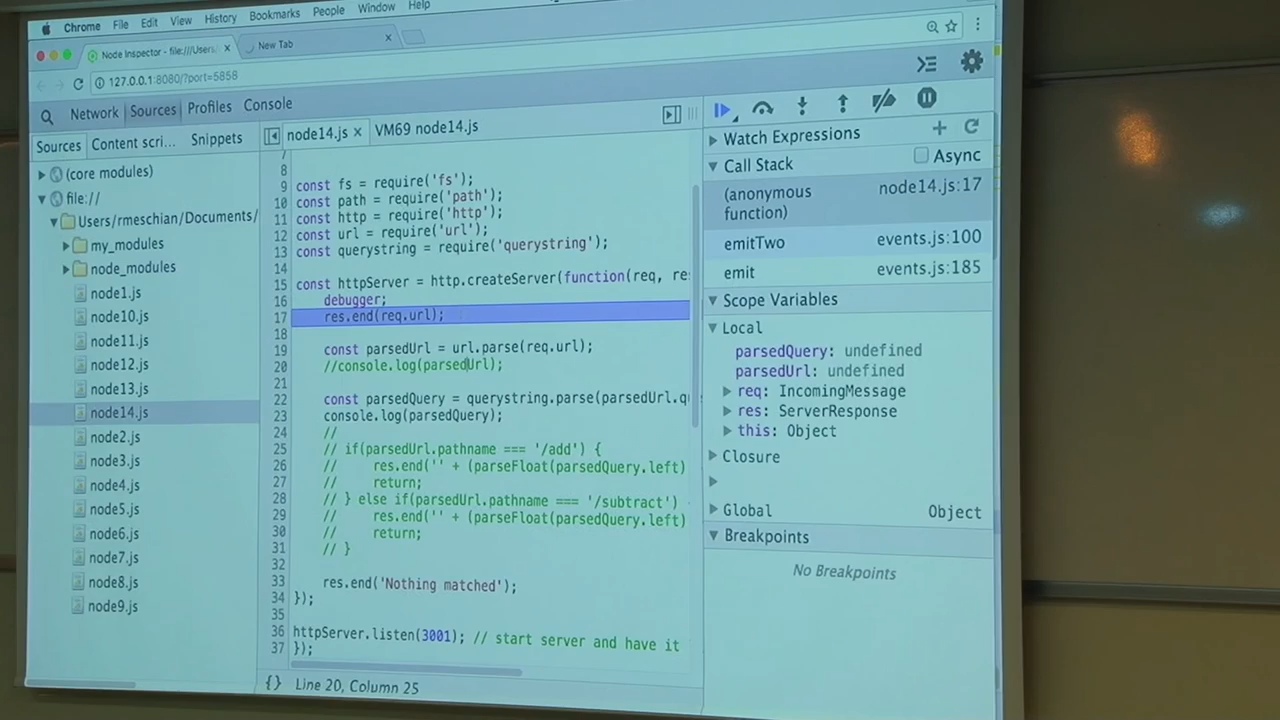 Chrome File Edit View History Bookmarks People Window Help
Node Inspector - file:///Users New Tab
127.0.0.1:8080/?port=5858
Network Sources Profiles Console
Sources Content scri... Snippets
(core modules)
file://
Users/rmeschian/Documents/
my_modules
node_modules
node1.js
node10.js
node11.js
node12.js
node13.js
node14.js
node2.js
node3.js
node4.js
node5.js
node6.js
node7.js
node8.js
node9.js
node14.js × VM69 node14.js
7
8
9 const fs = require('fs');
10 const path = require('path');
11 const http = require('http');
12 const url = require('url');
13 const querystring = require('querystring');
14
15 const httpServer = http.createServer(function(req, re
16 debugger;
17 res.end(req.url);
18
19 const parsedUrl = url.parse(req.url);
20 //console.log(parsedUrl);
21
22 const parsedQuery = querystring.parse(parsedUrl.q
23 console.log(parsedQuery);
24 //
25 // if(parsedUrl.pathname === '/add') {
26 // res.end('' + (parseFloat(parsedQuery.left)
27 // return;
28 // } else if(parsedUrl.pathname === '/subtract')
29 // res.end('' + (parseFloat(parsedQuery.left)
30 // return;
31 // }
32
33 res.end('Nothing matched');
34 });
35
36 httpServer.listen(3001); // start server and have it
37 });
{} Line 20, Column 25
Watch Expressions
Call Stack Async
(anonymous function) node14.js:17
emitTwo events.js:100
emit events.js:185
Scope Variables
Local
parsedQuery: undefined
parsedUrl: undefined
req: IncomingMessage
res: ServerResponse
this: Object
Closure
Global Object
Breakpoints
No Breakpoints